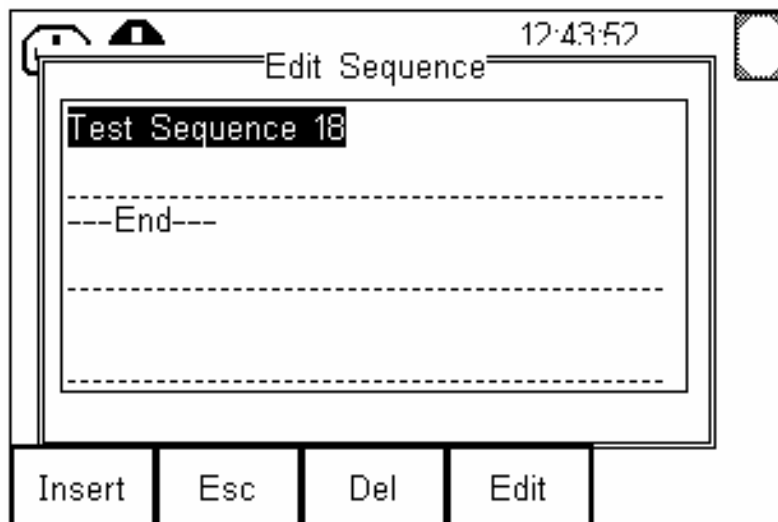 12:43:52
Edit Sequence
Test Sequence 18
---End---
Insert Esc Del Edit